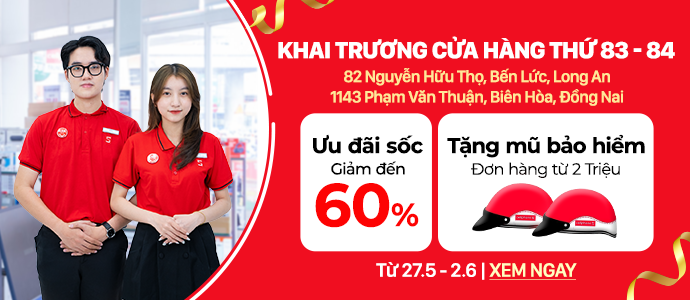 KHAI TRƯƠNG CỬA HÀNG THỨ 83 - 84
82 Nguyễn Hữu Thọ, Bến Lức, Long An
1143 Phạm Văn Thuận, Biên Hòa, Đồng Nai
Ưu đãi sốc
Giảm đến
60%
Tặng mũ bảo hiểm
Đơn hàng từ 2 Triệu
Từ 27.5 - 2.6 | XEM NGAY